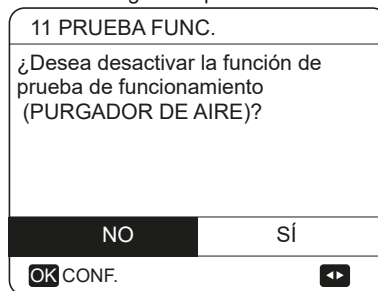 11 PRUEBA FUNC.
¿Desea desactivar la función de
prueba de funcionamiento
(PURGADOR DE AIRE)?
NO SÍ
OK CONF.